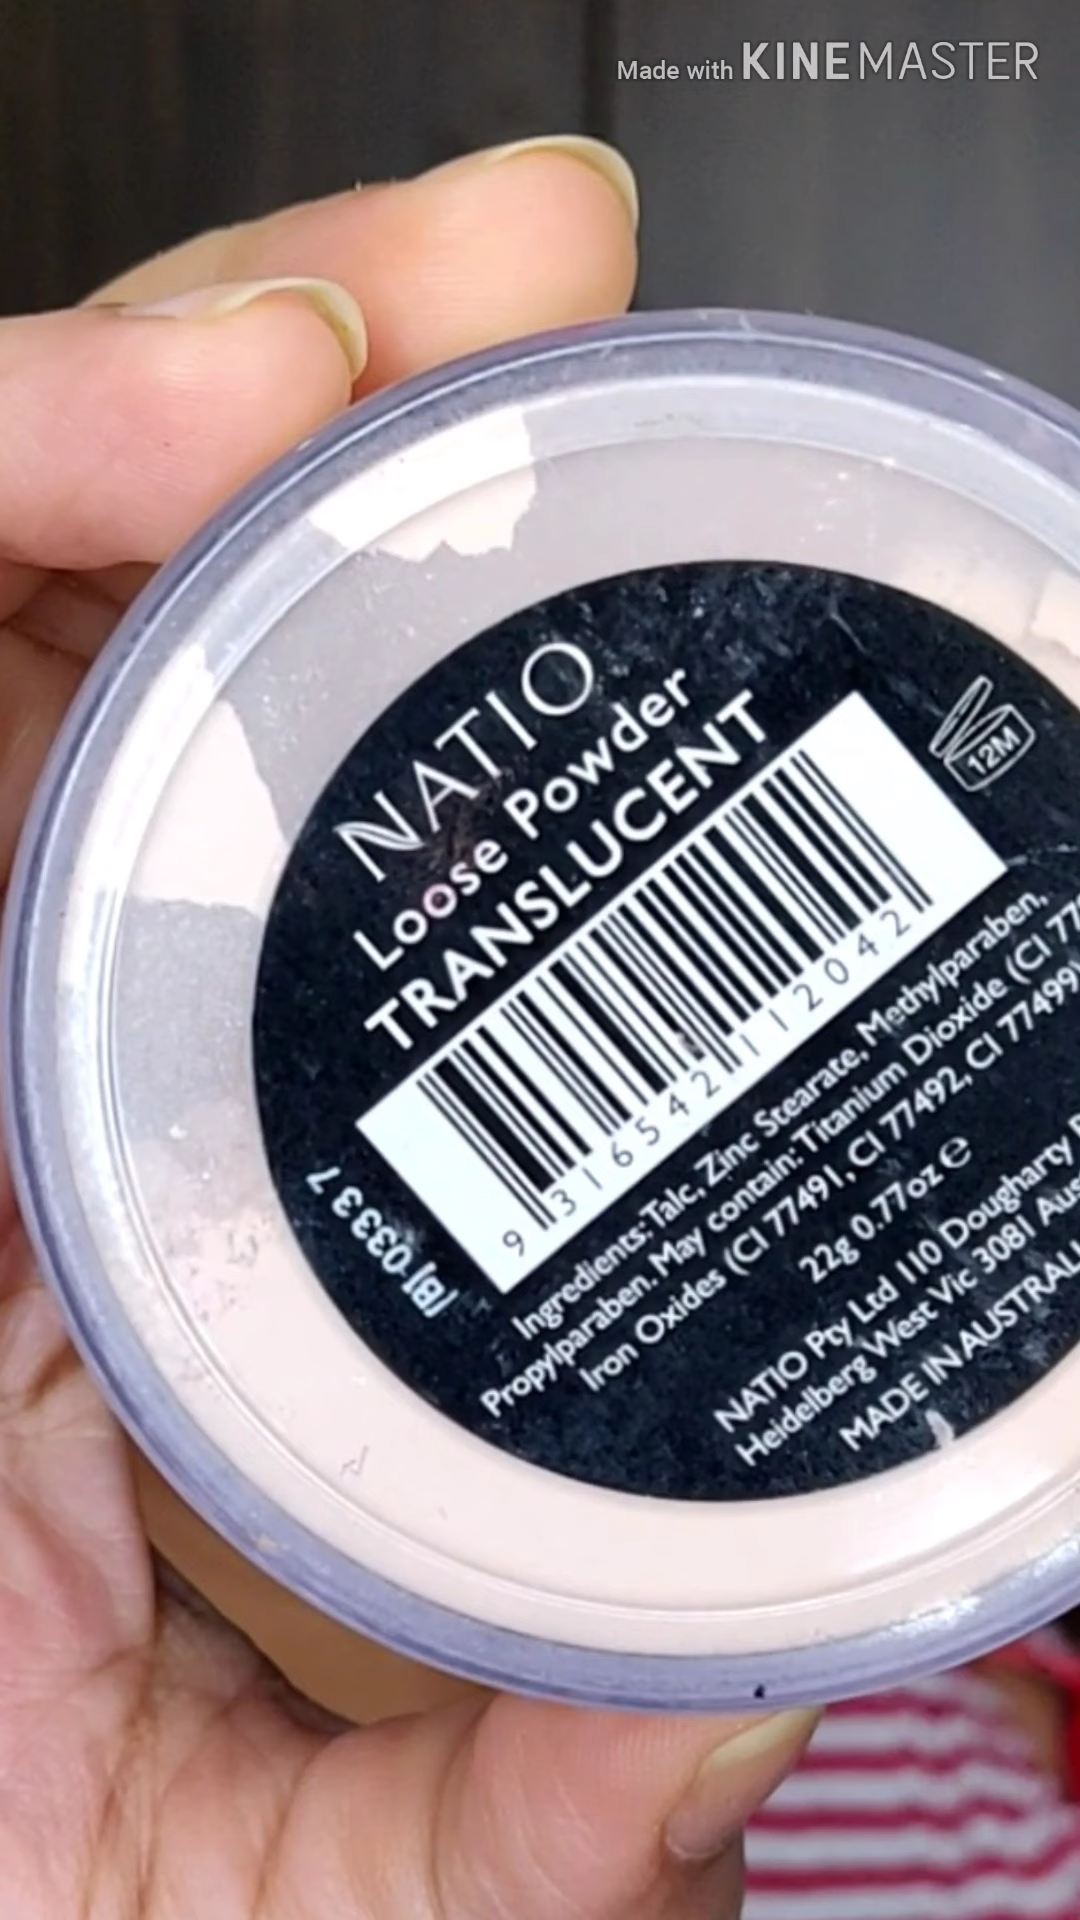 Made with KINEMASTER
NATIO
Loose Powder
TRANSLUCENT
12M
9 316542 112042
/BJ 0333 7
Ingredients: Talc, Zinc Stearate, Methylparaben,
Propylparaben. May contain: Titanium Dioxide (CI
Iron Oxides (CI 77491, CI 77492, CI 77499)
22g 0.77oz e
NATIO Pty Ltd 110 Dougharty
Heidelberg West Vic 3081
MADE IN